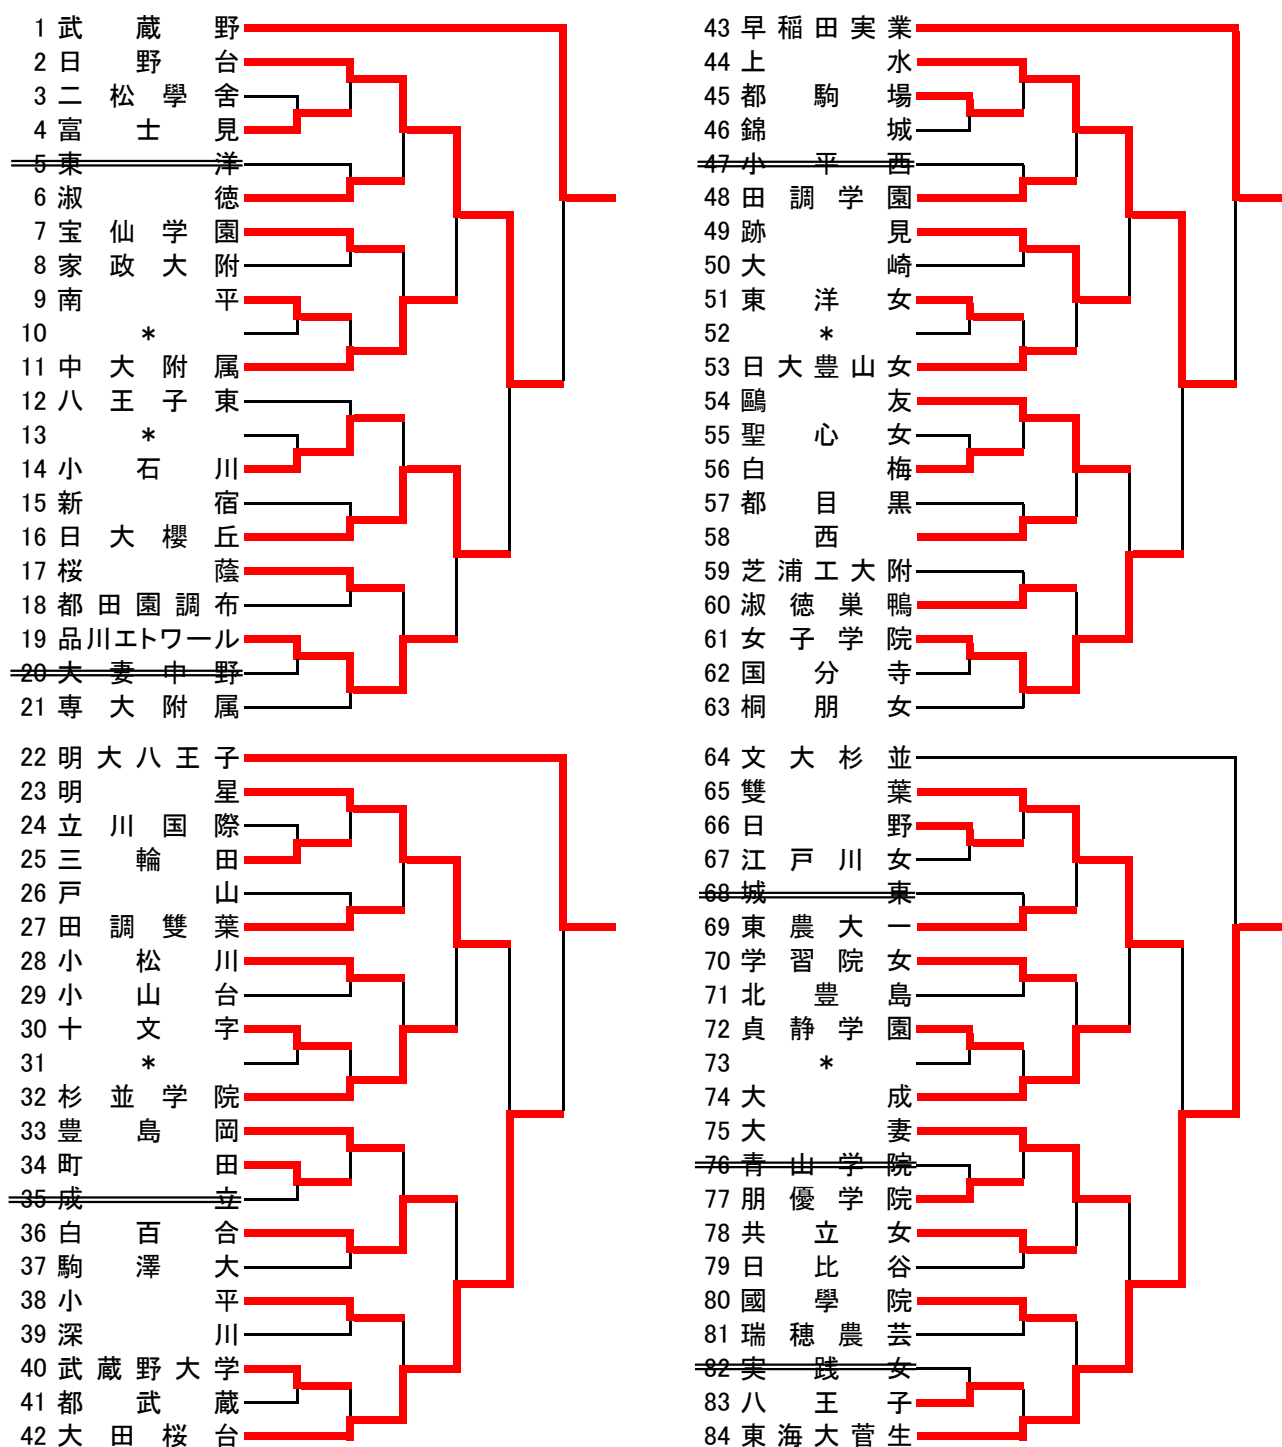 1 武蔵野
2 日野台
3 二松學舎
4 富士見
5 東洋
6 淑徳
7 宝仙学園
8 家政大附
9 南平
10 *
11 中大附属
12 八王子東
13 *
14 小石川
15 新宿
16 日大櫻丘
17 桜蔭
18 都田園調布
19 品川エトワール
20 大妻中野
21 専大附属
22 明大八王子
23 明星
24 立川国際
25 三輪田
26 戸山
27 田調雙葉
28 小松川
29 小山台
30 十文字
31 *
32 杉並学院
33 豊島岡
34 町田
35 成立
36 白百合
37 駒澤大
38 小平
39 深川
40 武蔵野大学
41 都武蔵
42 大田桜台
43 早稲田実業
44 上水
45 都駒場
46 錦城
47 小平西
48 田調学園
49 跡見
50 大崎
51 東洋女
52 *
53 日大豊山女
54 鷗友
55 聖心女
56 白梅
57 都目黒
58 西
59 芝浦工大附
60 淑徳巣鴨
61 女子学院
62 国分寺
63 桐朋女
64 文大杉並
65 雙葉
66 日野
67 江戸川女
68 城東
69 東農大一
70 学習院女
71 北豊島
72 貞静学園
73 *
74 大成
75 大妻
76 青山学院
77 朋優学院
78 共立女
79 日比谷
80 國學院
81 瑞穂農芸
82 実践女
83 八王子
84 東海大菅生